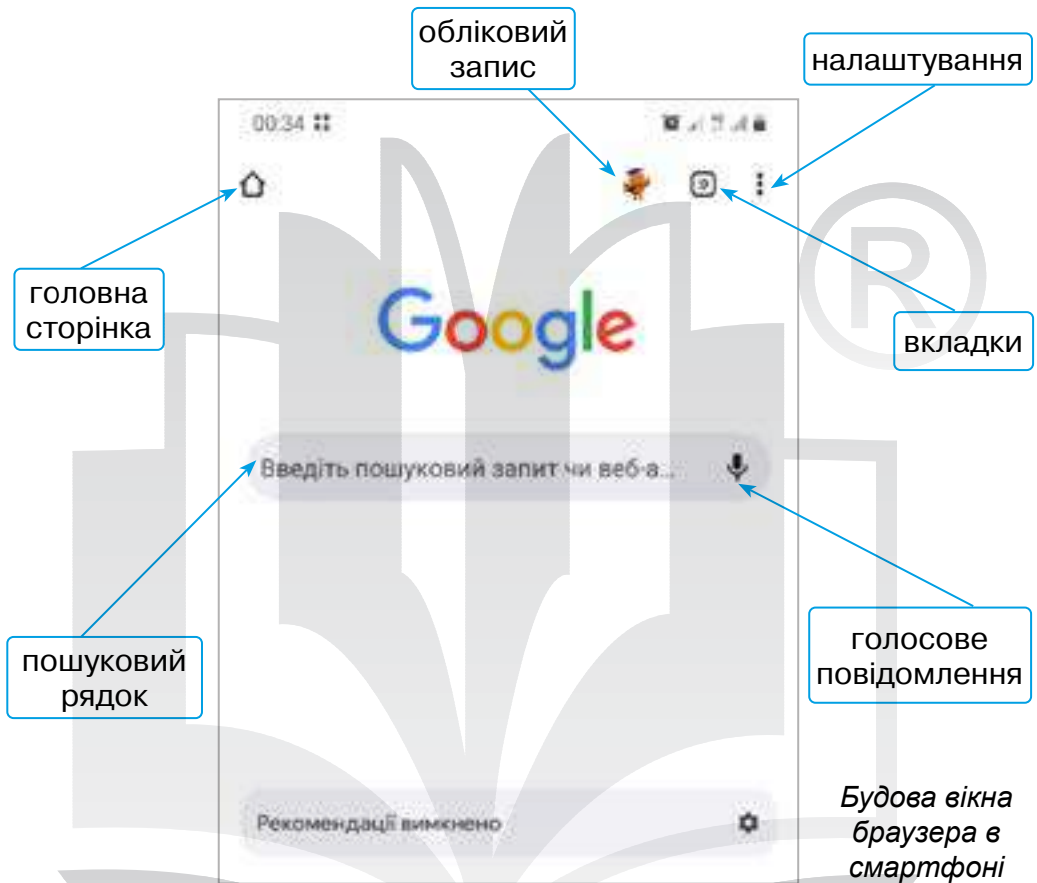 обліковий
запис
налаштування
00:34
головна
сторінка
Google
R
вкладки
Введіть пошуковий запит чи веб-а...
пошуковий
рядок
голосове
повідомлення
Рекомендації вимкнено
Будова вікна
браузера в
смартфоні